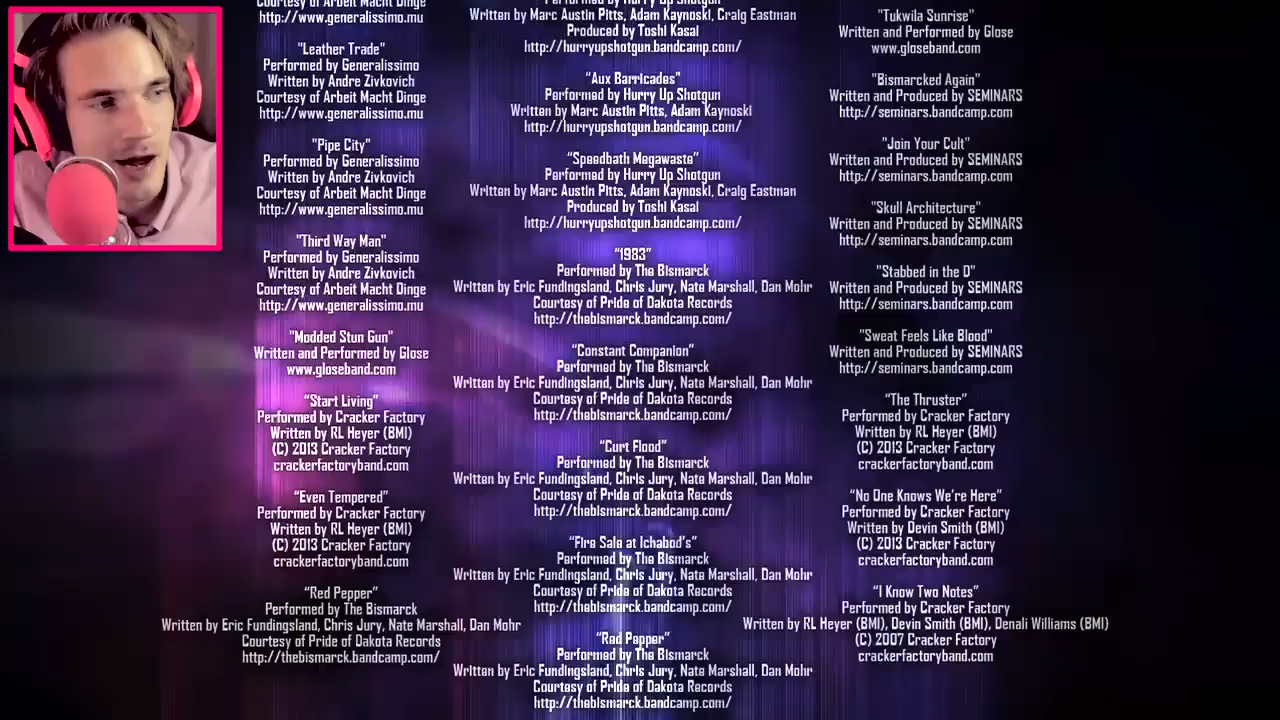 Courtesy of Arbeit Macht Dinge
http://www.generalissimo.mu
"Leather Trade"
Performed by Generalissimo
Written by Andre Zivkovich
Courtesy of Arbeit Macht Dinge
http://www.generalissimo.mu
"Pipe City"
Performed by Generalissimo
Written by Andre Zivkovich
Courtesy of Arbeit Macht Dinge
http://www.generalissimo.mu
"Third Way Man"
Performed by Generalissimo
Written by Andre Zivkovich
Courtesy of Arbeit Macht Dinge
http://www.generalissimo.mu
"Modded Stun Gun"
Written and Performed by Glose
www.gloseband.com
“Start Living”
Performed by Cracker Factory
Written by RL Heyer (BMI)
(C) 2013 Cracker Factory
crackerfactoryband.com
“Even Tempered”
Performed by Cracker Factory
Written by RL Heyer (BMI)
(C) 2013 Cracker Factory
crackerfactoryband.com
“Red Pepper”
Performed by The Bismarck
Written by Eric Fundingsland, Chris Jury, Nate Marshall, Dan Mohr
Courtesy of Pride of Dakota Records
http://thebismarck.bandcamp.com/
Performed by Hurry Up Shotgun
Written by Marc Austin Pitts, Adam Kaynoski, Craig Eastman
Produced by Toshi Kasai
http://hurryupshotgun.bandcamp.com/
“Aux Barricades”
Performed by Hurry Up Shotgun
Written by Marc Austin Pitts, Adam Kaynoski
http://hurryupshotgun.bandcamp.com/
“Speedbath Megawaste”
Performed by Hurry Up Shotgun
Written by Marc Austin Pitts, Adam Kaynoski, Craig Eastman
Produced by Toshi Kasai
http://hurryupshotgun.bandcamp.com/
“1983”
Performed by The Bismarck
Written by Eric Fundingsland, Chris Jury, Nate Marshall, Dan Mohr
Courtesy of Pride of Dakota Records
http://thebismarck.bandcamp.com/
“Constant Companion”
Performed by The Bismarck
Written by Eric Fundingsland, Chris Jury, Nate Marshall, Dan Mohr
Courtesy of Pride of Dakota Records
http://thebismarck.bandcamp.com/
“Curt Flood”
Performed by The Bismarck
Written by Eric Fundingsland, Chris Jury, Nate Marshall, Dan Mohr
Courtesy of Pride of Dakota Records
http://thebismarck.bandcamp.com/
“Fire Sale at Ichabod’s”
Performed by The Bismarck
Written by Eric Fundingsland, Chris Jury, Nate Marshall, Dan Mohr
Courtesy of Pride of Dakota Records
http://thebismarck.bandcamp.com/
“Red Pepper”
Performed by The Bismarck
Written by Eric Fundingsland, Chris Jury, Nate Marshall, Dan Mohr
Courtesy of Pride of Dakota Records
http://thebismarck.bandcamp.com/
"Tukwila Sunrise"
Written and Performed by Glose
www.gloseband.com
"Bismarcked Again"
Written and Produced by SEMINARS
http://seminars.bandcamp.com/
"Join Your Cult"
Written and Produced by SEMINARS
http://seminars.bandcamp.com/
"Skull Architecture"
Written and Produced by SEMINARS
http://seminars.bandcamp.com/
"Stabbed in the D"
Written and Produced by SEMINARS
http://seminars.bandcamp.com/
"Sweat Feels Like Blood"
Written and Produced by SEMINARS
http://seminars.bandcamp.com/
“The Thruster”
Performed by Cracker Factory
Written by RL Heyer (BMI)
(C) 2013 Cracker Factory
crackerfactoryband.com
“No One Knows We’re Here”
Performed by Cracker Factory
Written by Devin Smith (BMI)
(C) 2013 Cracker Factory
crackerfactoryband.com
“I Know Two Notes”
Performed by Cracker Factory
Written by RL Heyer (BMI), Devin Smith (BMI), Denali Williams (BMI)
(C) 2007 Cracker Factory
crackerfactoryband.com